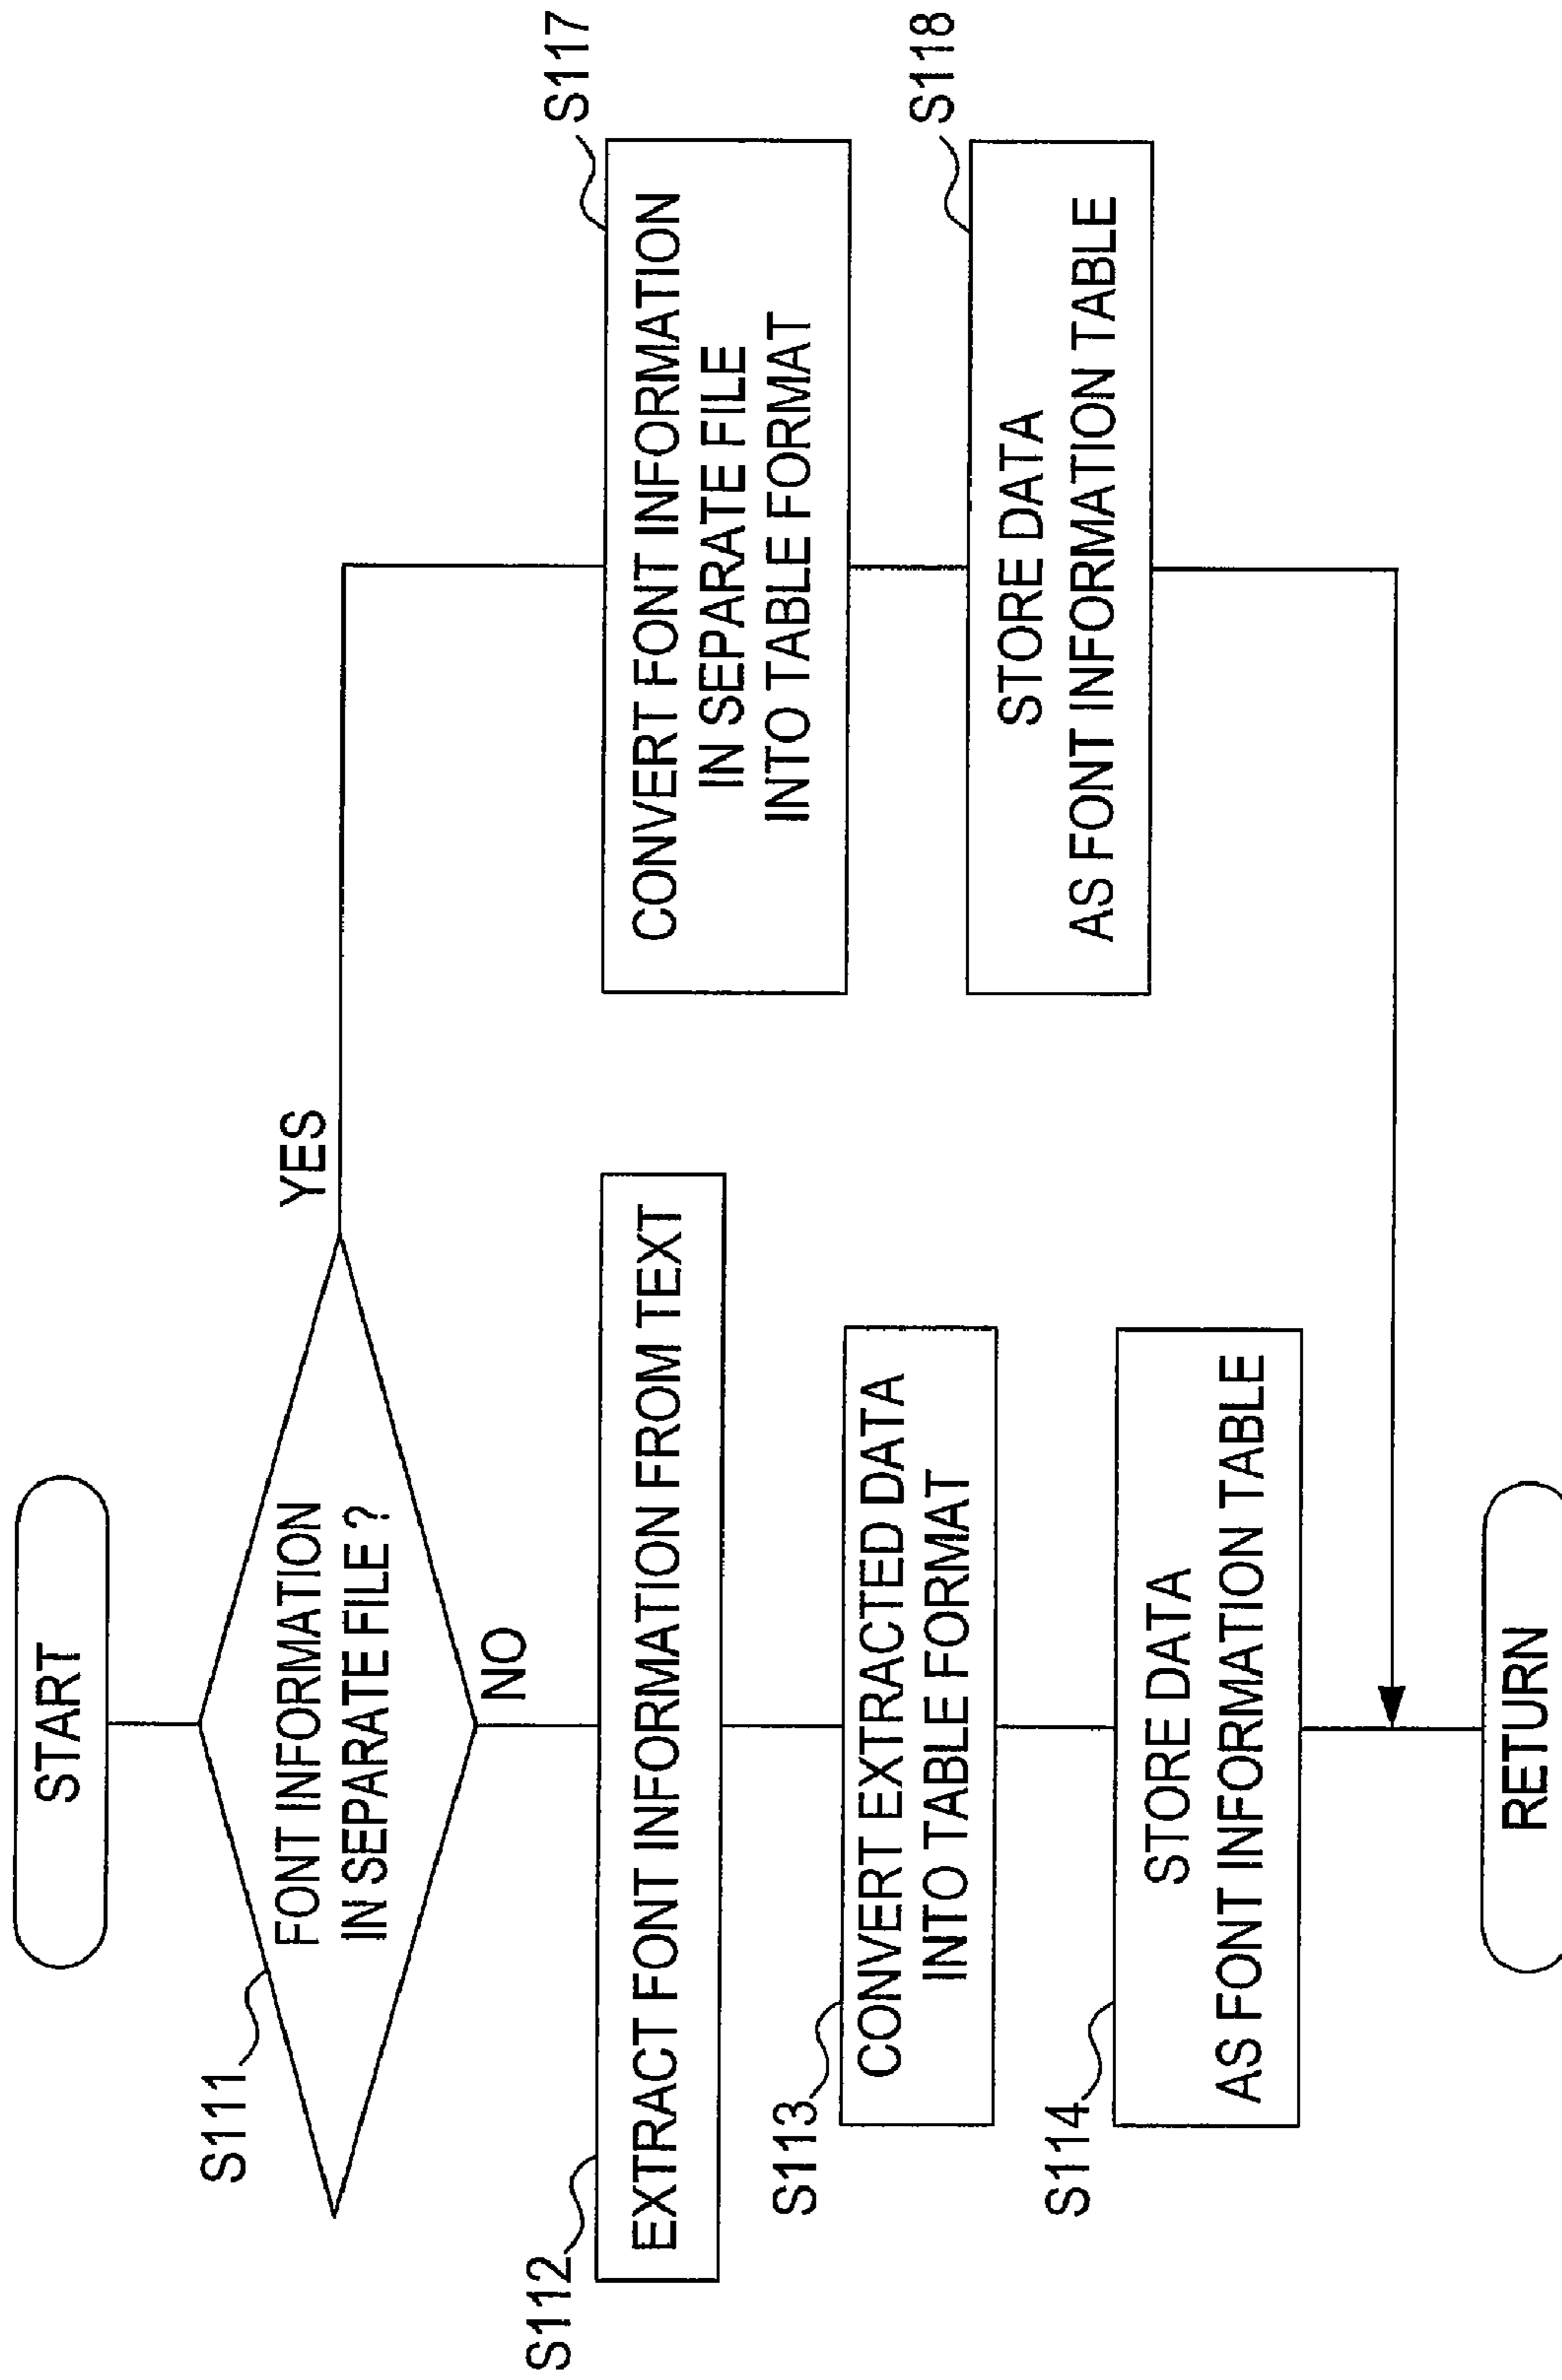 START
S111
FONT INFORMATION
IN SEPARATE FILE ?
YES
NO
S112
EXTRACT FONT INFORMATION FROM TEXT
S113
CONVERT EXTRACTED DATA
INTO TABLE FORMAT
S114
STORE DATA
AS FONT INFORMATION TABLE
S117
CONVERT FONT INFORMATION
IN SEPARATE FILE
INTO TABLE FORMAT
S118
STORE DATA
AS FONT INFORMATION TABLE
RETURN